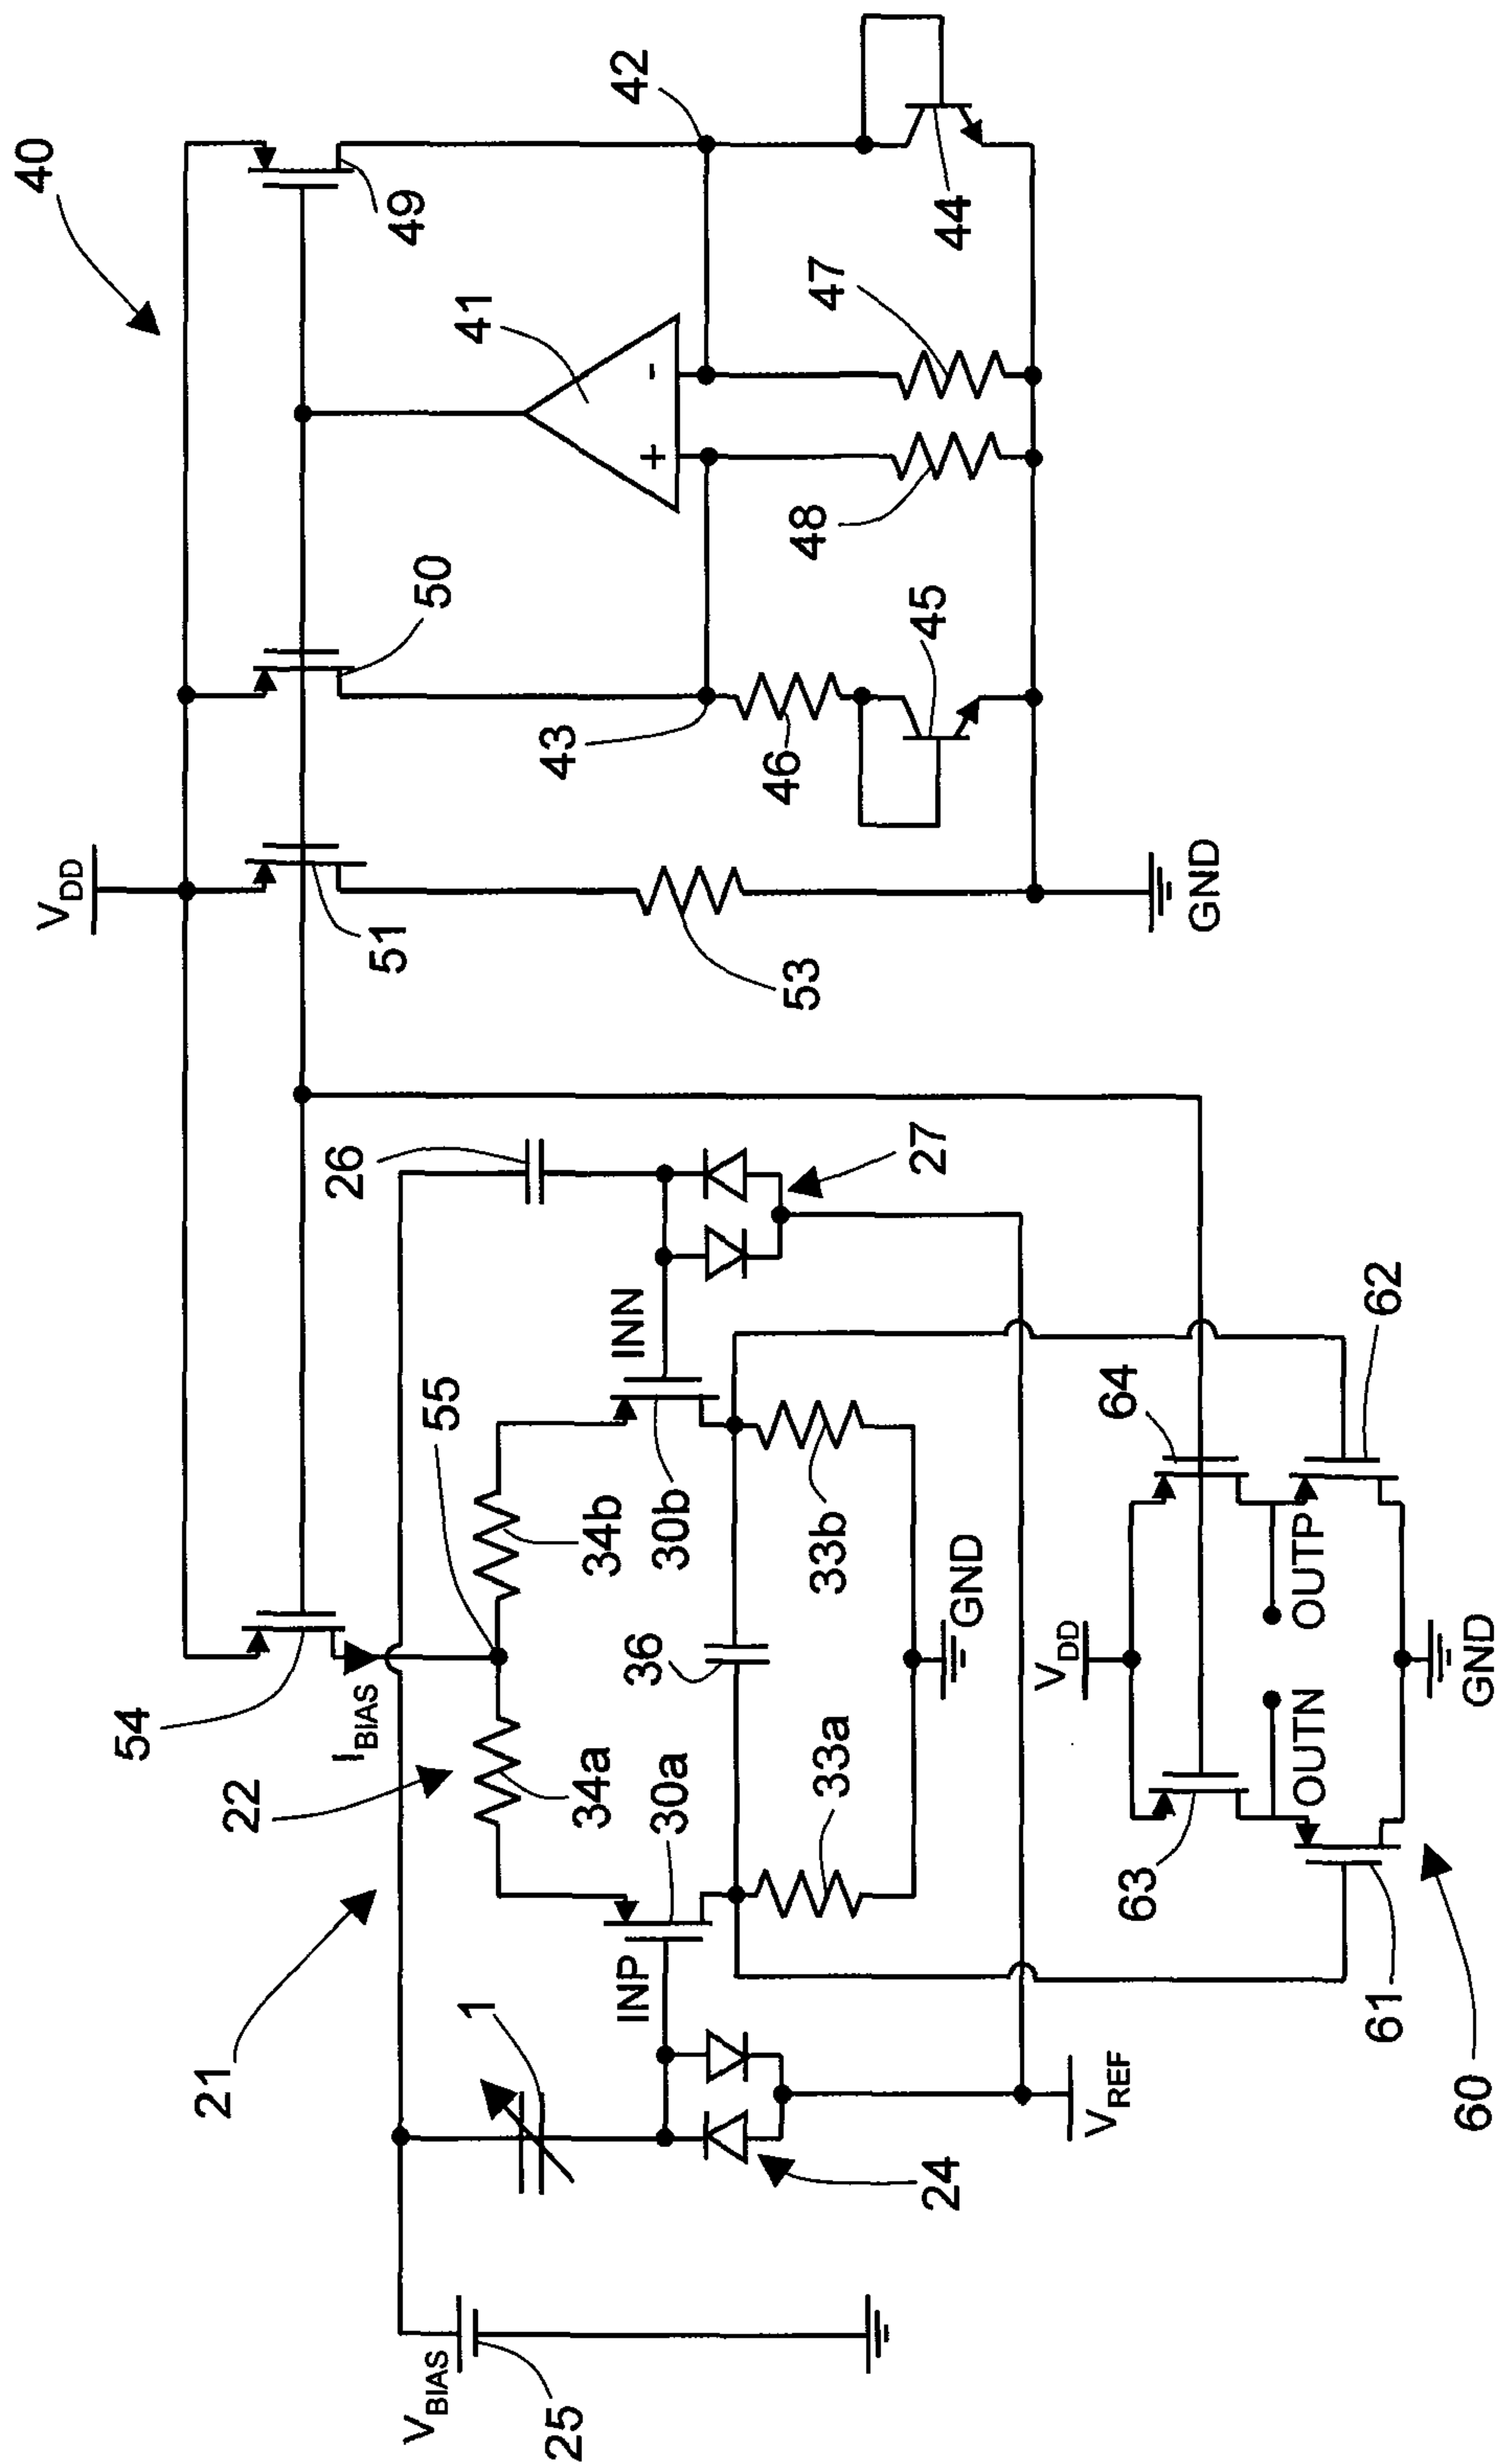 40
V_DD
42
49
41
50
51
43
47
48
44
45
46
53
GND
54
I_BIAS
22
21
55
26
34a
34b
INN
27
INP
30a
30b
1
36
33a
33b
GND
V_BIAS
25
24
V_REF
64
62
V_DD
63
OUTN
OUTP
61
60
GND